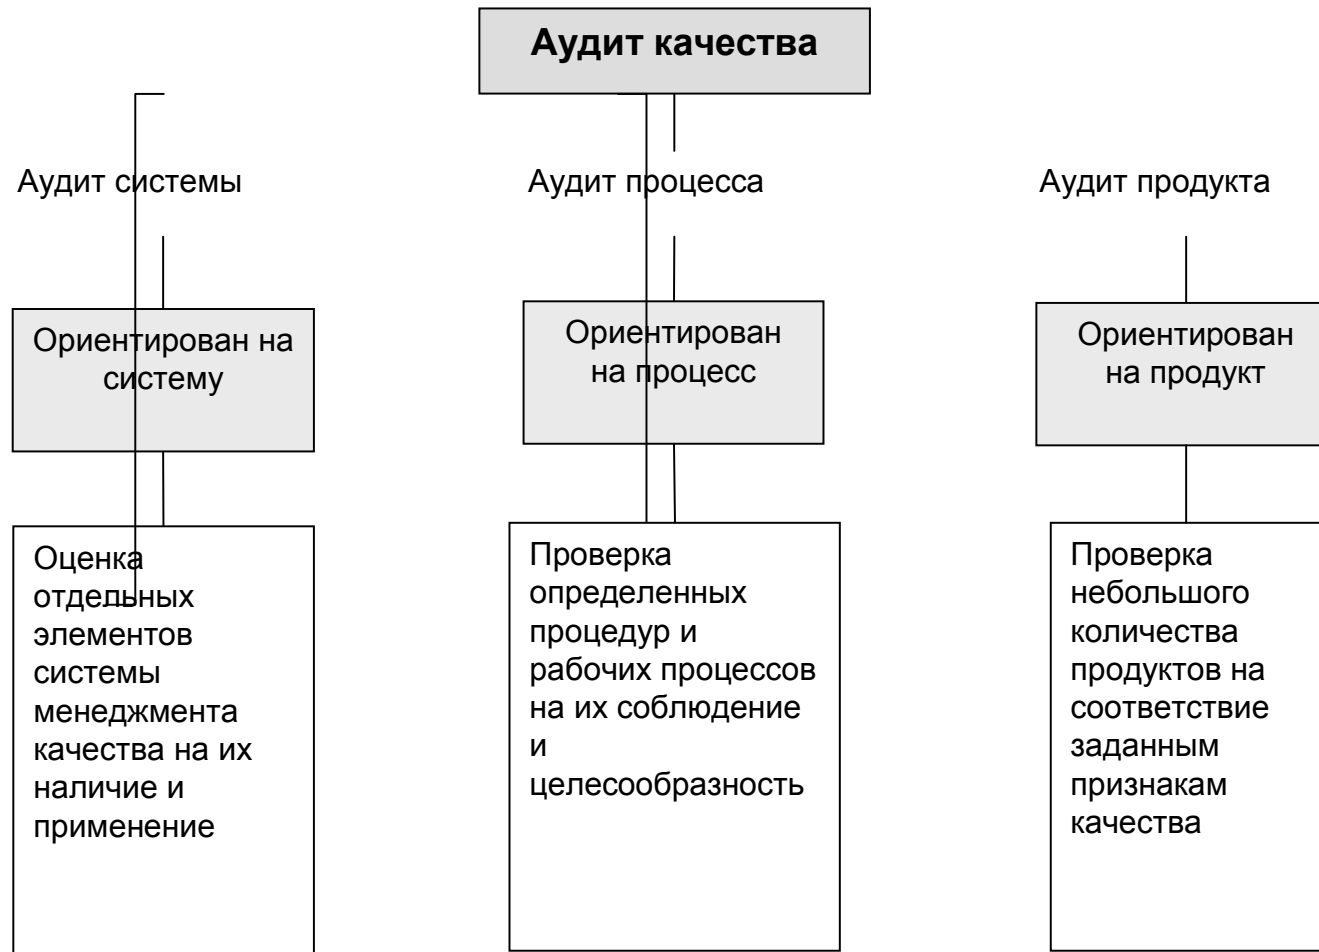 Аудит качества
Аудит системы
Аудит процесса
Аудит продукта
Ориентирован на
систему
Ориентирован
на процесс
Ориентирован
на продукт
Оценка
отдельных
элементов
системы
менеджмента
качества на их
наличие и
применение
Проверка
определенных
процедур и
рабочих процессов
на их соблюдение
и
целесообразность
Проверка
небольшого
количества
продуктов на
соответствие
заданным
признакам
качества